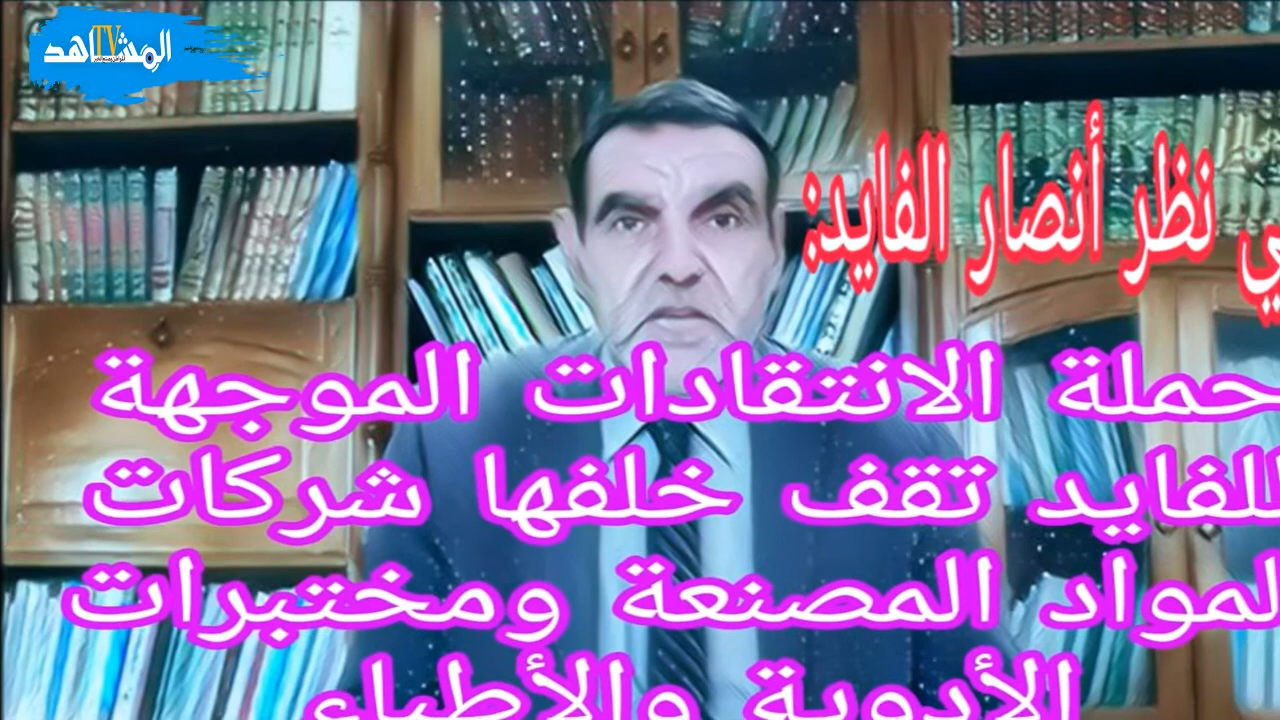 المشاهد TV
ي نظر أنصار الفايد:
حملة الانتقادات الموجهة
للفايد تقف خلفها شركات
لمواد المصنعة ومختبرات
الأدوية والأطباء